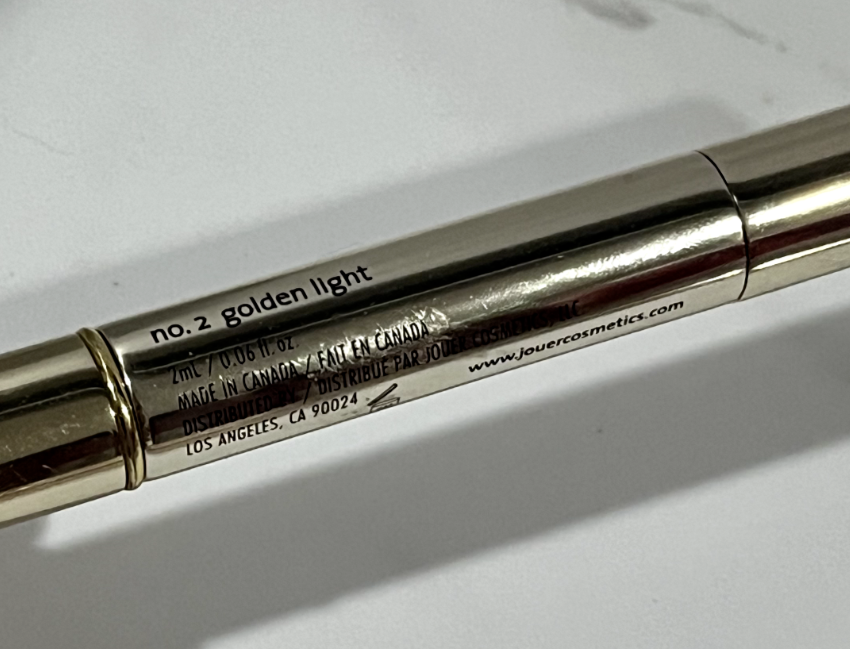 no. 2 golden light
2mL / 0.06 fl. oz.
MADE IN CANADA / FAIT EN CANADA
DISTRIBUTED BY / DISTRIBUÉ PAR JOUER COSMETICS, INC.
LOS ANGELES, CA 90024
www.jouercosmetics.com